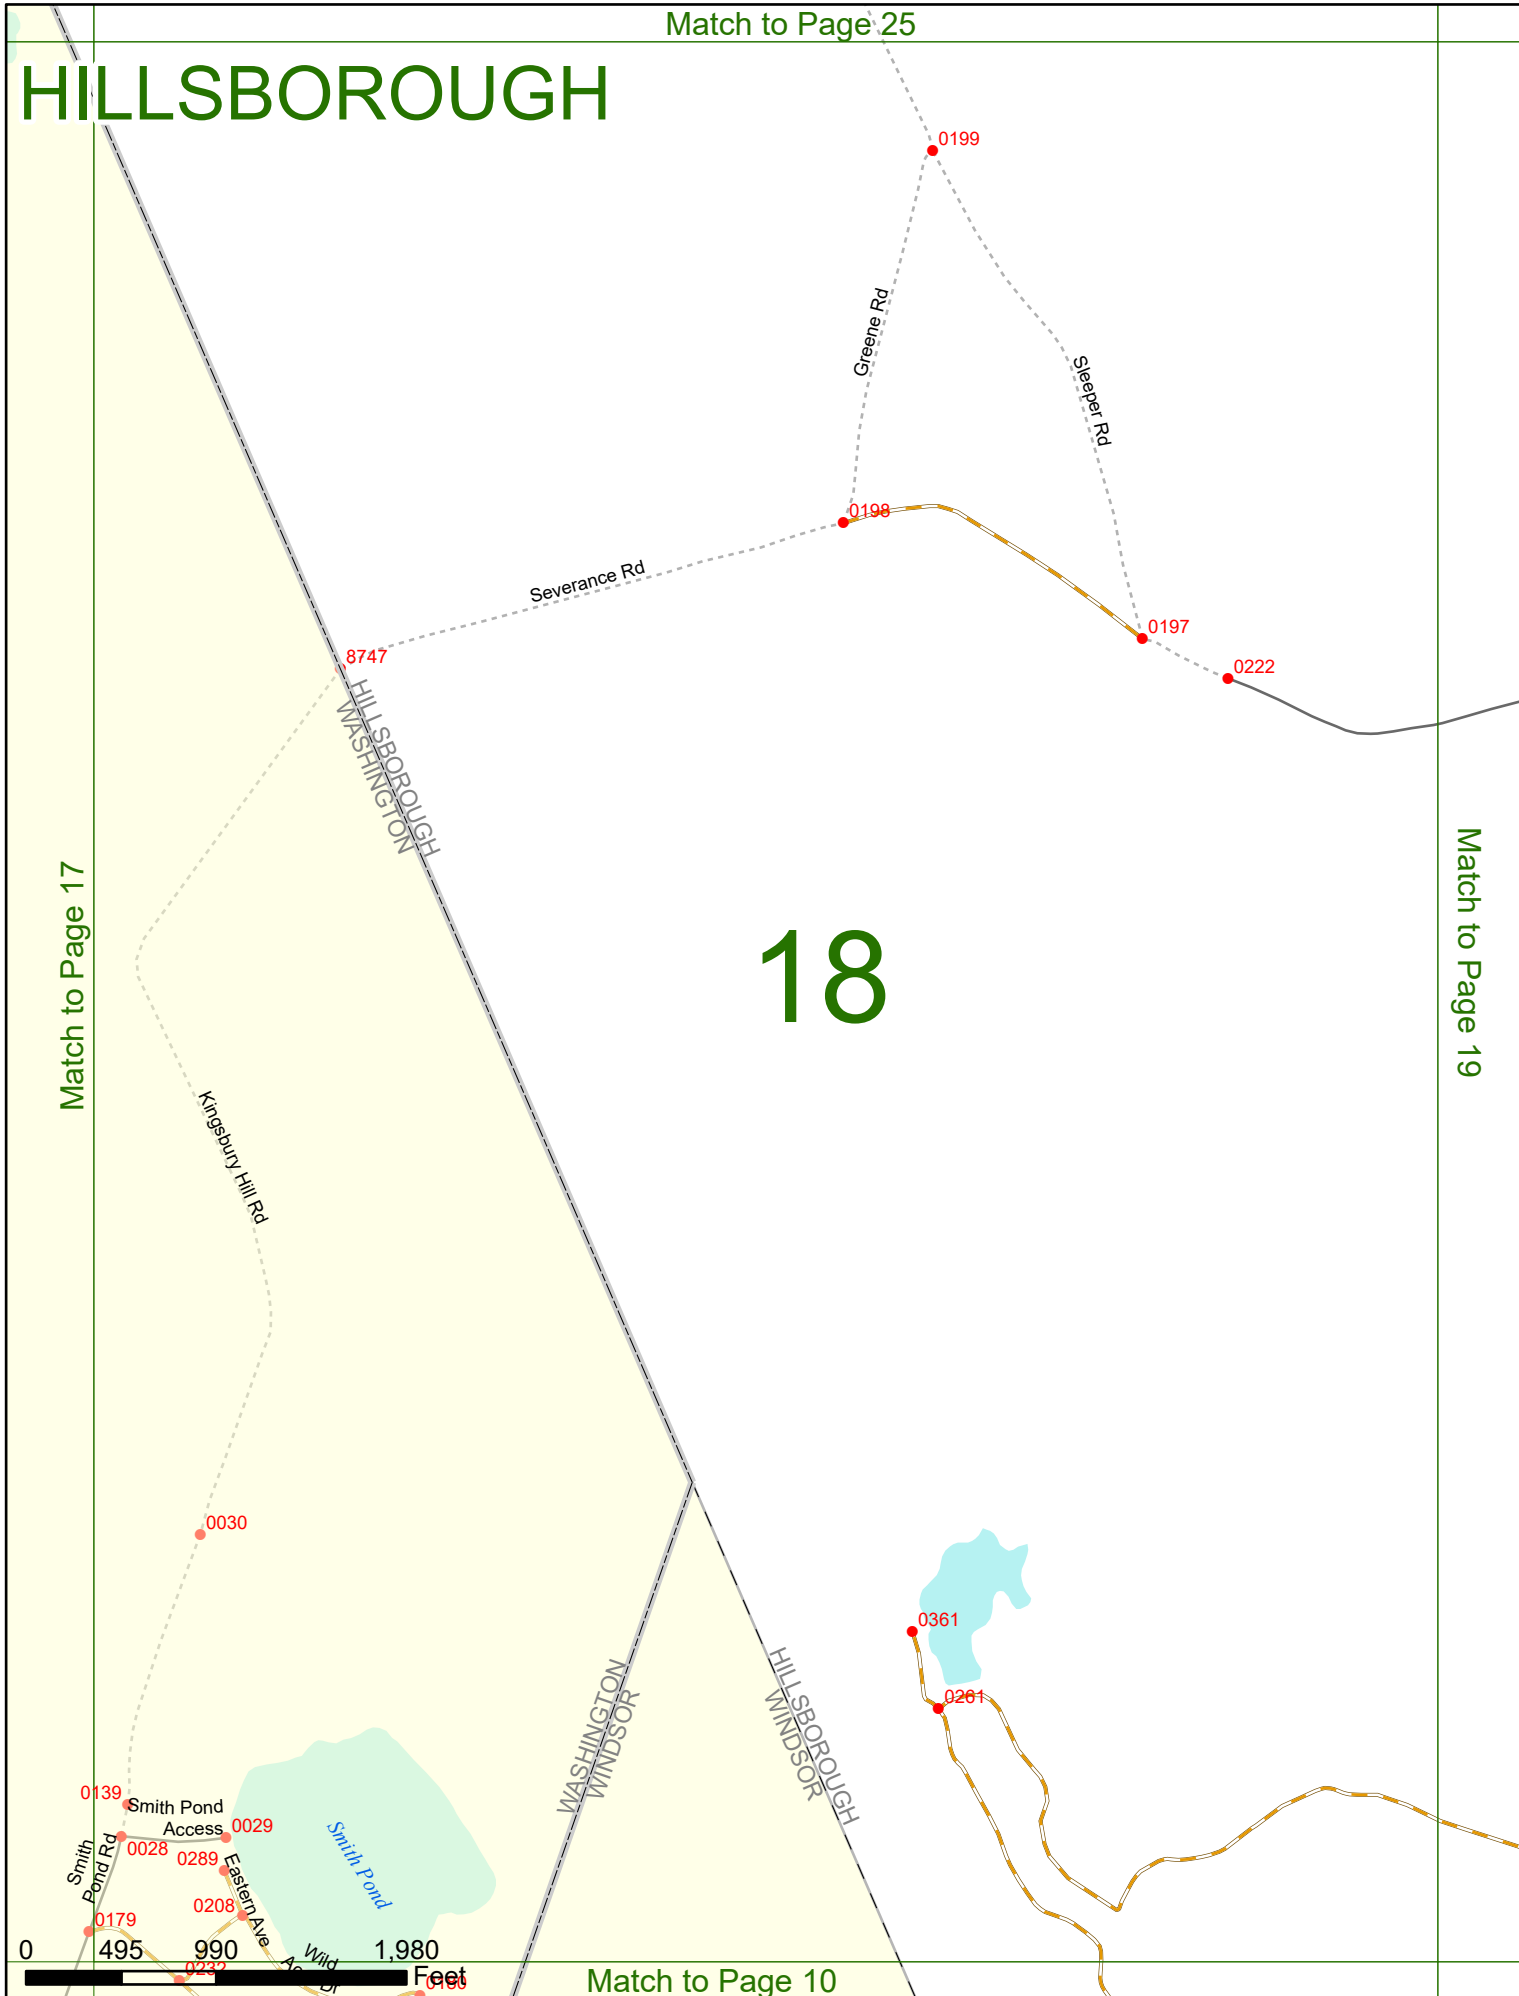 Match to Page 25
HILLSBOROUGH
0199
Greene Rd
Sleeper Rd
0198
Severance Rd
0197
0222
8747
HILLSBOROUGH
WASHINGTON
Match to Page 17
18
Match to Page 19
Kingsbury Hill Rd
0030
0361
0261
WASHINGTON
WINDSOR
HILLSBOROUGH
WINDSOR
0139
Smith Pond
Access
0029
0028
Smith
Pond Rd
0289
Eastern Ave
Smith Pond
0208
0179
0 495 990 1,980
Feet
Wild
Dr
0232
Match to Page 10